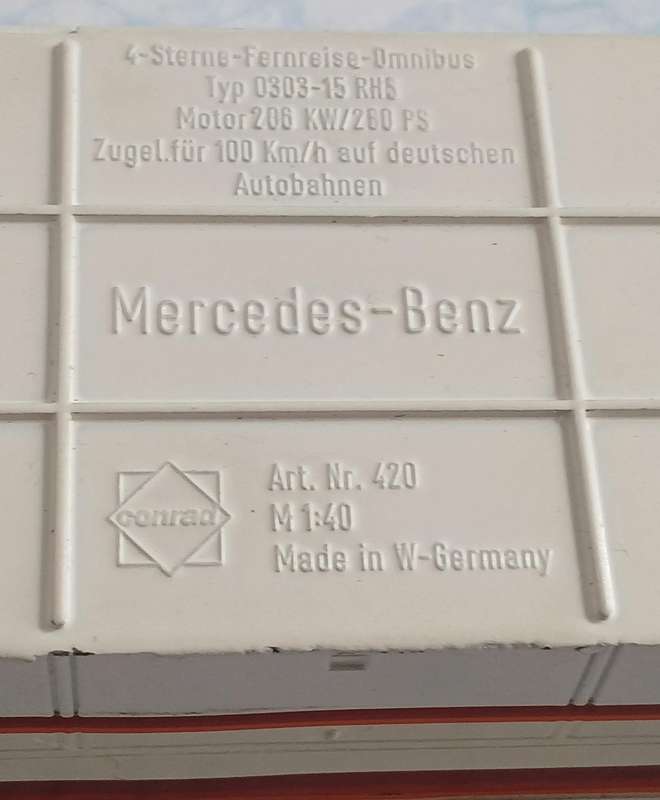 4-Sterne-Fernreise-Omnibus
Typ 0303-15 RHS
Motor 206 KW/280 PS
Zugel.für 100 Km/h auf deutschen
Autobahnen
Mercedes-Benz
conrad
Art. Nr. 420
M 1:40
Made in W-Germany